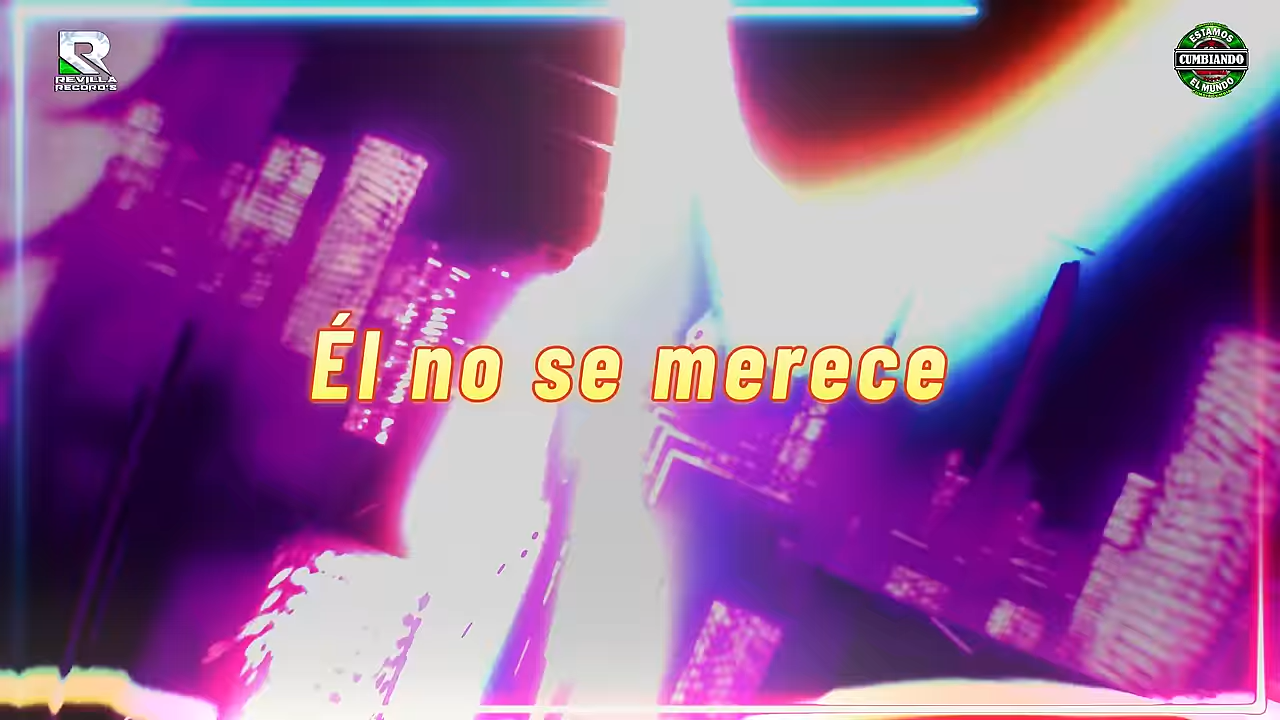 R
REVILLA
RECORD'S
ESTAMOS
CUMBIANDO
EL MUNDO
Él no se merece